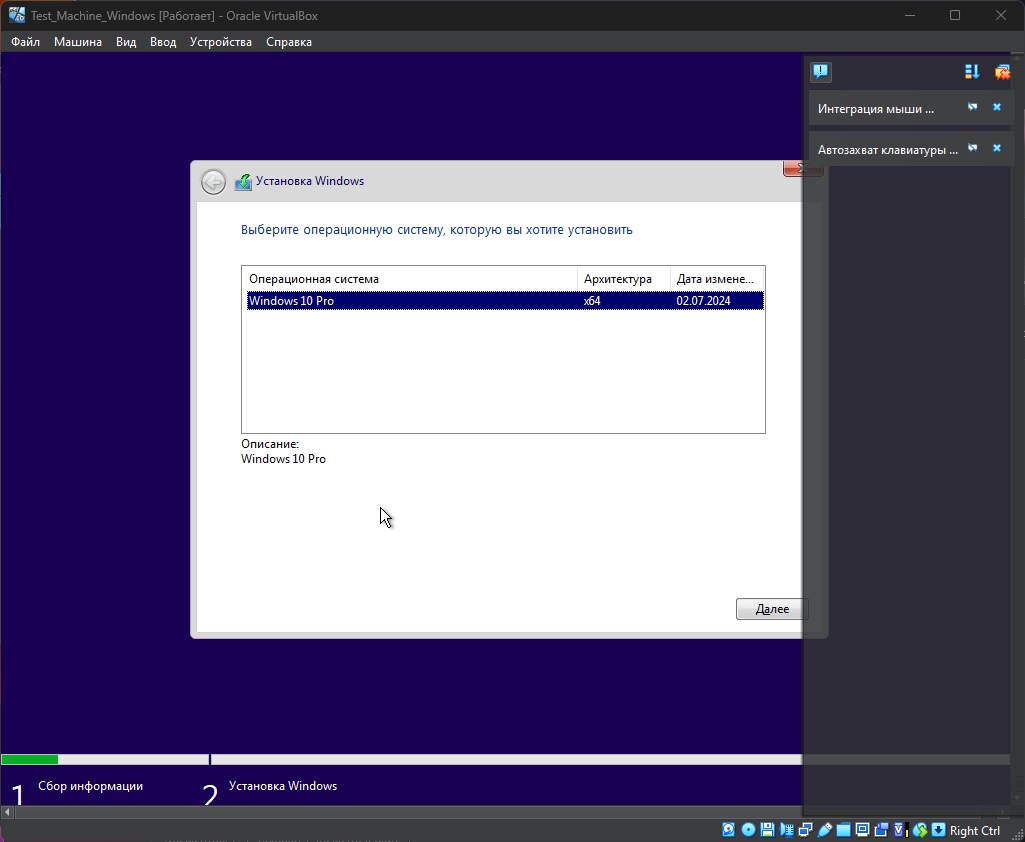 Test_Machine_Windows [Работает] - Oracle VirtualBox
Файл Машина Вид Ввод Устройства Справка
Интеграция мыши ...
Автозахват клавиатуры ...
Установка Windows
Выберите операционную систему, которую вы хотите установить
Операционная система Архитектура Дата измене...
Windows 10 Pro x64 02.07.2024
Описание:
Windows 10 Pro
Далее
1 Сбор информации 2 Установка Windows
Right Ctrl